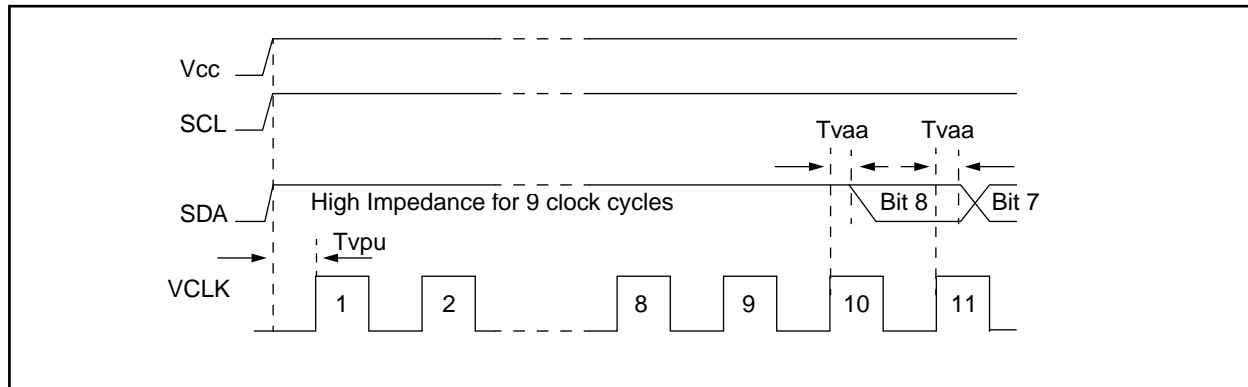 Vcc
SCL
Tvaa Tvaa
SDA High Impedance for 9 clock cycles Bit 8 Bit 7
Tvpu
VCLK
1 2 8 9 10 11